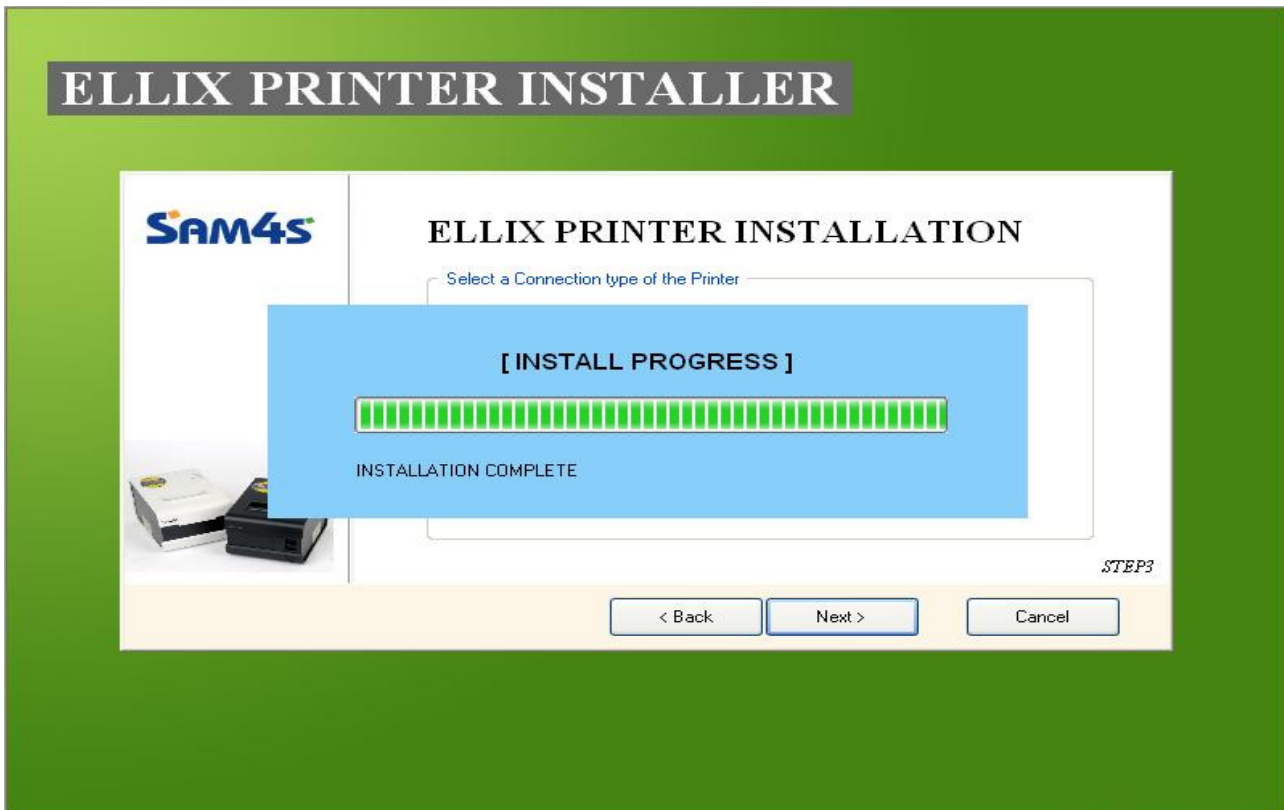 ELLIX PRINTER INSTALLER
SAM4S
ELLIX PRINTER INSTALLATION
Select a Connection type of the Printer
[ INSTALL PROGRESS ]
INSTALLATION COMPLETE
STEP3
< Back
Next >
Cancel